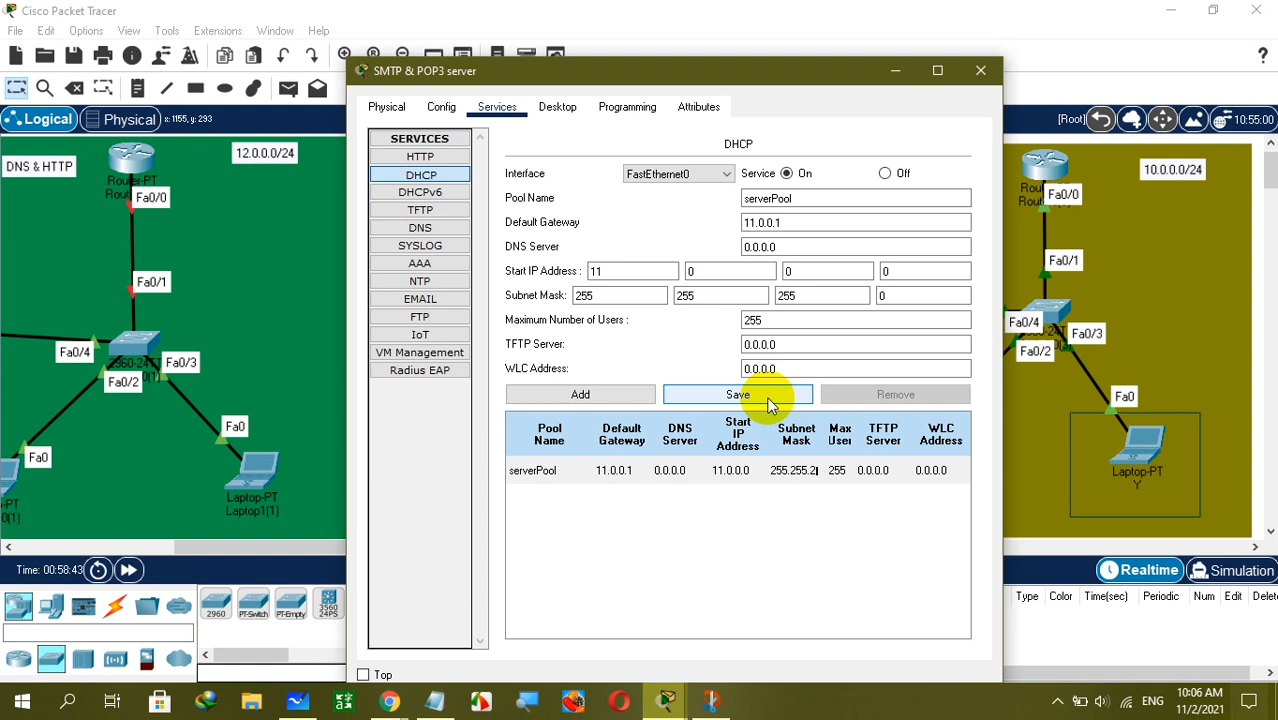 Cisco Packet Tracer
File Edit Options View Tools Extensions Window Help
Logical Physical x: 1155, y: 293 [Root] 10:55:00
DNS & HTTP
12.0.0.0/24
Router-PT
Fa0/0
Fa0/1
Fa0/4
Fa0/3
Fa0/2
Fa0
Fa0
Laptop-PT
Laptop1(1)
SMTP & POP3 server
Physical Config Services Desktop Programming Attributes
SERVICES
HTTP
DHCP
DHCPv6
TFTP
DNS
SYSLOG
AAA
NTP
EMAIL
FTP
IoT
VM Management
Radius EAP
DHCP
Interface FastEthernet0 Service On Off
Pool Name serverPool
Default Gateway 11.0.0.1
DNS Server 0.0.0.0
Start IP Address : 11 0 0 0
Subnet Mask: 255 255 255 0
Maximum Number of Users : 255
TFTP Server: 0.0.0.0
WLC Address: 0.0.0.0
Add Save Remove
Pool Name Default Gateway DNS Server Start IP Address Subnet Mask Max User TFTP Server WLC Address
serverPool 11.0.0.1 0.0.0.0 11.0.0.0 255.255.2 255 0.0.0.0 0.0.0.0
Top
10.0.0.0/24
Fa0/0
Fa0/1
Fa0/4
Fa0/3
Fa0/2
Fa0
Laptop-PT
Y
Time: 00:58:43 Realtime Simulation
2960 PT-Switch PT-Empty 3560 24PS
Type Color Time(sec) Periodic Num Edit Delete
ENG 10:06 AM
11/2/2021